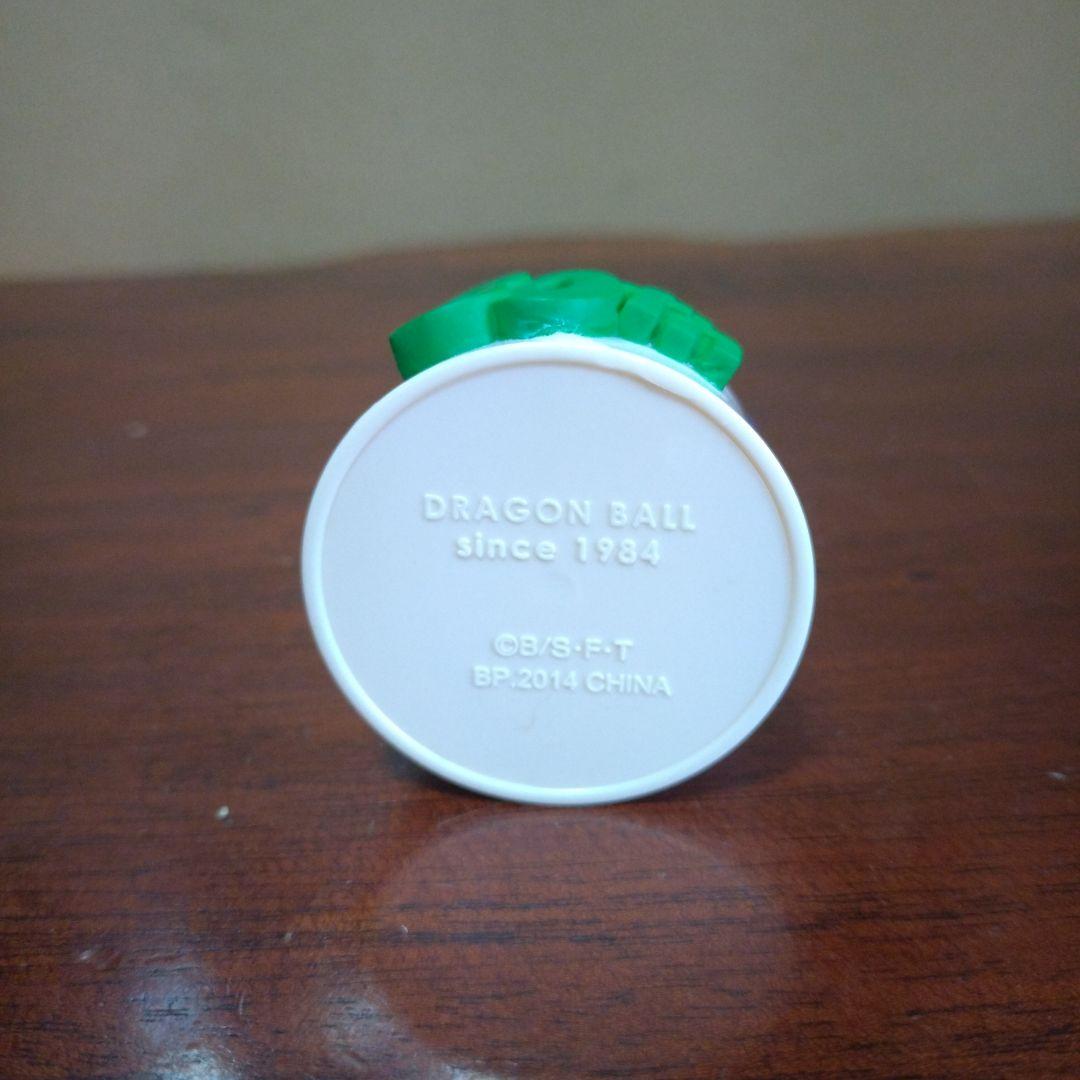 DRAGON BALL
since 1984
©B/S・F・T
BP.2014 CHINA